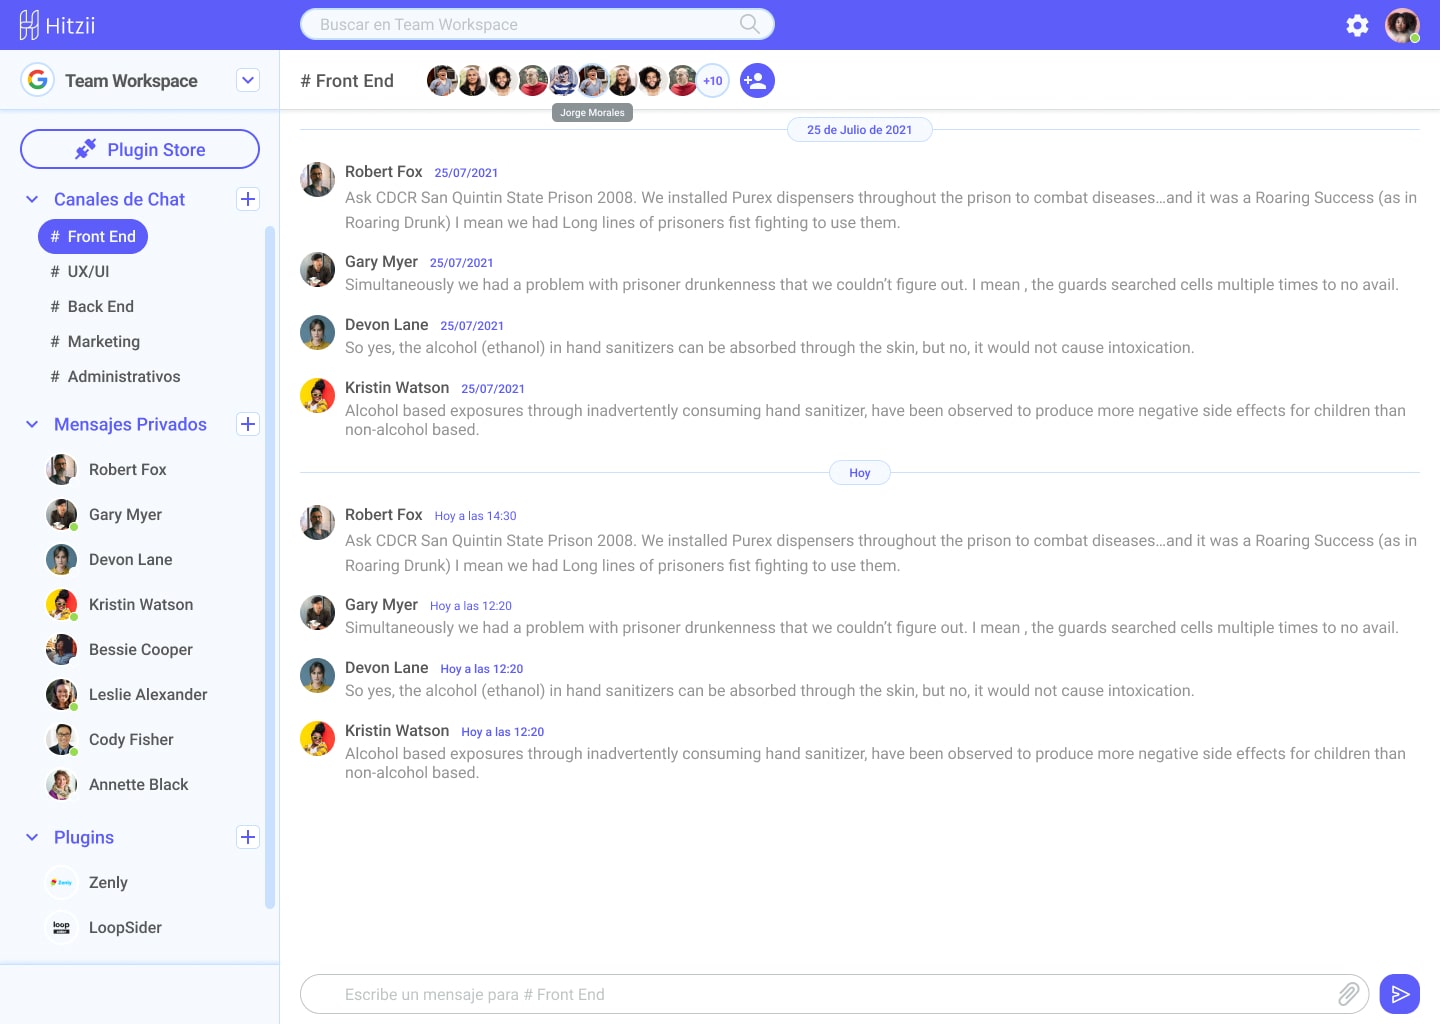 Hitzii
Buscar en Team Workspace
Team Workspace
# Front End
+10
Jorge Morales
Plugin Store
Canales de Chat
# Front End
# UX/UI
# Back End
# Marketing
# Administrativos
Mensajes Privados
Robert Fox
Gary Myer
Devon Lane
Kristin Watson
Bessie Cooper
Leslie Alexander
Cody Fisher
Annette Black
Plugins
Zenly
Zenly
loop
sider
LoopSider
25 de Julio de 2021
Robert Fox 25/07/2021
Ask CDCR San Quintin State Prison 2008. We installed Purex dispensers throughout the prison to combat diseases…and it was a Roaring Success (as in
Roaring Drunk) I mean we had Long lines of prisoners fist fighting to use them.
Gary Myer 25/07/2021
Simultaneously we had a problem with prisoner drunkenness that we couldn’t figure out. I mean , the guards searched cells multiple times to no avail.
Devon Lane 25/07/2021
So yes, the alcohol (ethanol) in hand sanitizers can be absorbed through the skin, but no, it would not cause intoxication.
Kristin Watson 25/07/2021
Alcohol based exposures through inadvertently consuming hand sanitizer, have been observed to produce more negative side effects for children than
non-alcohol based.
Hoy
Robert Fox Hoy a las 14:30
Ask CDCR San Quintin State Prison 2008. We installed Purex dispensers throughout the prison to combat diseases…and it was a Roaring Success (as in
Roaring Drunk) I mean we had Long lines of prisoners fist fighting to use them.
Gary Myer Hoy a las 12:20
Simultaneously we had a problem with prisoner drunkenness that we couldn’t figure out. I mean , the guards searched cells multiple times to no avail.
Devon Lane Hoy a las 12:20
So yes, the alcohol (ethanol) in hand sanitizers can be absorbed through the skin, but no, it would not cause intoxication.
Kristin Watson Hoy a las 12:20
Alcohol based exposures through inadvertently consuming hand sanitizer, have been observed to produce more negative side effects for children than
non-alcohol based.
Escribe un mensaje para # Front End